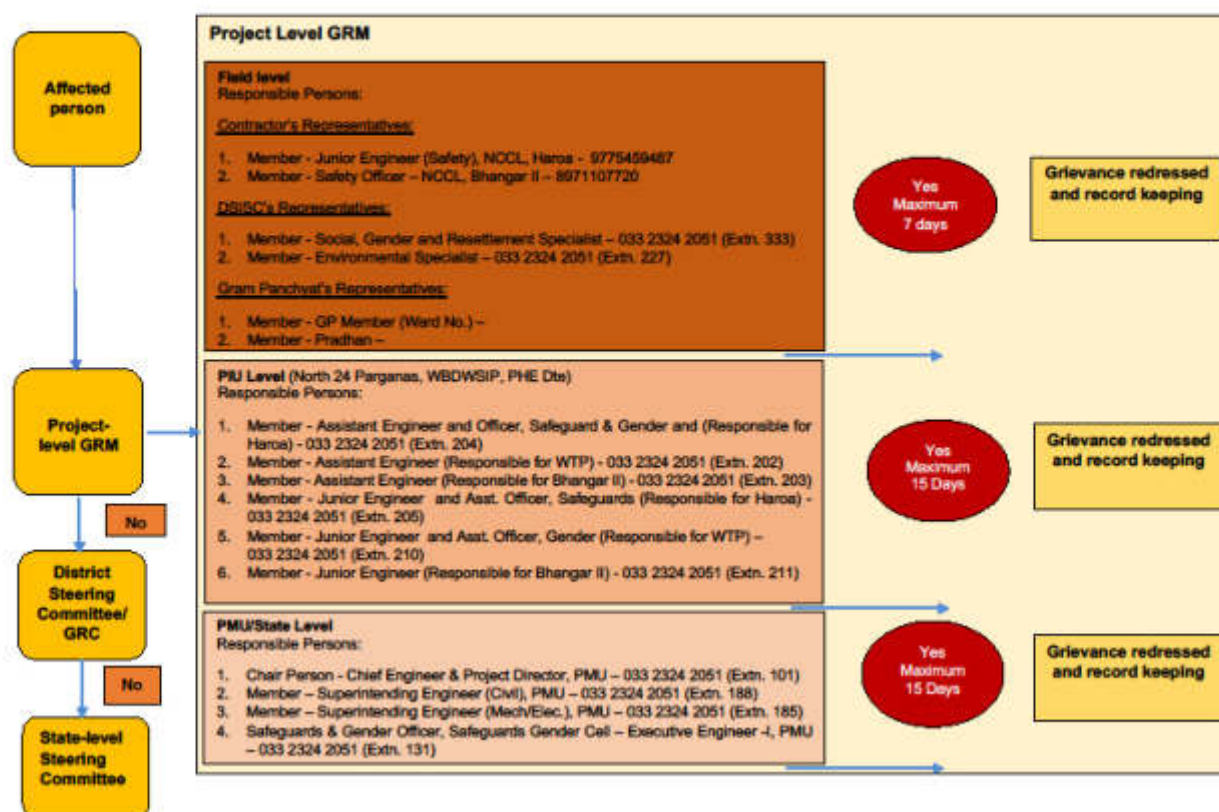 Affected
person
Project-
level GRM
No
District
Steering
Committee/
GRC
No
State-level
Steering
Committee
Project Level GRM
Field level
Responsible Persons:
Contractor's Representatives:
1. Member - Junior Engineer (Safety), NCCL, Haroa - 9775459487
2. Member - Safety Officer – NCCL, Bhangar II – 8971107720
DSISC's Representatives:
1. Member - Social, Gender and Resettlement Specialist – 033 2324 2051 (Extn. 333)
2. Member - Environmental Specialist – 033 2324 2051 (Extn. 227)
Gram Panchyat's Representatives:
1. Member - GP Member (Ward No.) –
2. Member - Pradhan –
Yes
Maximum
7 days
Grievance redressed
and record keeping
PIU Level (North 24 Parganas, WBDWSIP, PHE Dte)
Responsible Persons:
1. Member - Assistant Engineer and Officer, Safeguard & Gender and (Responsible for
Haroa) - 033 2324 2051 (Extn. 204)
2. Member - Assistant Engineer (Responsible for WTP) - 033 2324 2051 (Extn. 202)
3. Member - Assistant Engineer (Responsible for Bhangar II) - 033 2324 2051 (Extn. 203)
4. Member - Junior Engineer and Asst. Officer, Safeguards (Responsible for Haroa) -
033 2324 2051 (Extn. 205)
5. Member - Junior Engineer and Asst. Officer, Gender (Responsible for WTP) –
033 2324 2051 (Extn. 210)
6. Member - Junior Engineer (Responsible for Bhangar II) - 033 2324 2051 (Extn. 211)
Yes
Maximum
15 Days
Grievance redressed
and record keeping
PMU/State Level
Responsible Persons:
1. Chair Person - Chief Engineer & Project Director, PMU – 033 2324 2051 (Extn. 101)
2. Member – Superintending Engineer (Civil), PMU – 033 2324 2051 (Extn. 188)
3. Member – Superintending Engineer (Mech/Elec.), PMU – 033 2324 2051 (Extn. 185)
4. Safeguards & Gender Officer, Safeguards Gender Cell – Executive Engineer -I, PMU
– 033 2324 2051 (Extn. 131)
Yes
Maximum
15 Days
Grievance redressed
and record keeping